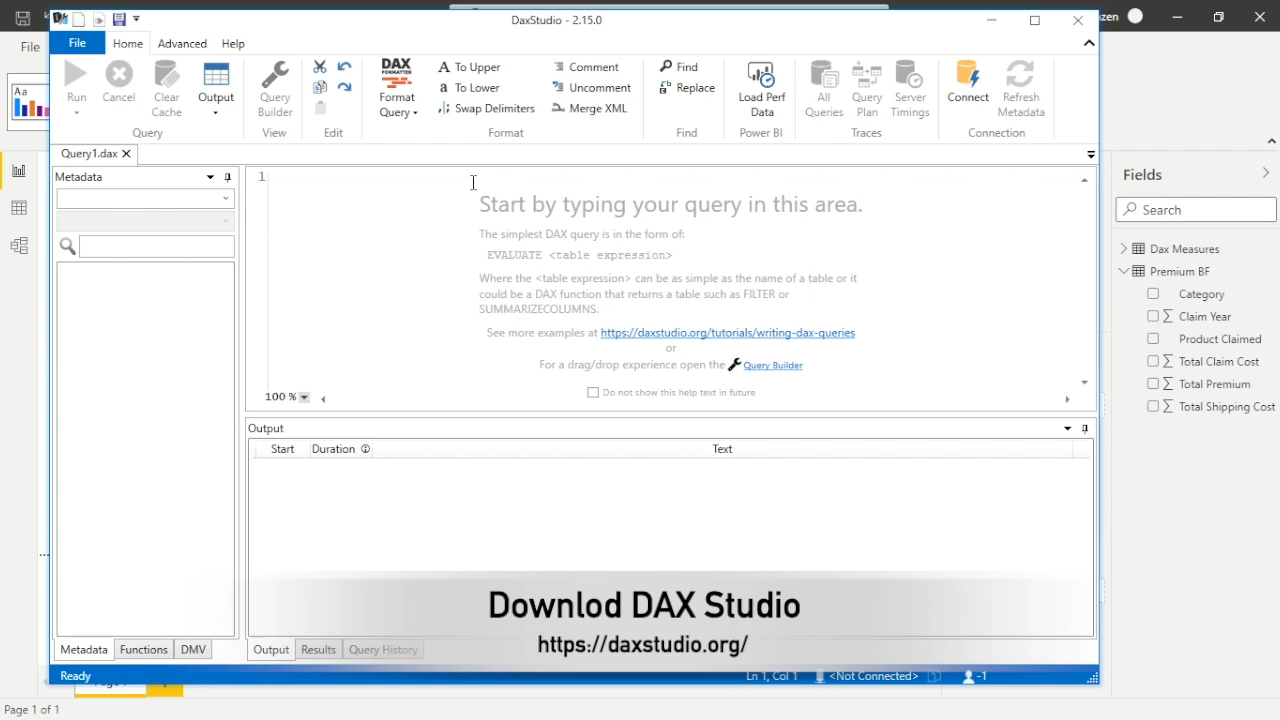 DaxStudio - 2.15.0
zen
File
File Home Advanced Help
Run
Cancel
Clear Cache
Output
Query Builder
DAX FORMATTER
Format Query
To Upper
To Lower
Swap Delimiters
Comment
Uncomment
Merge XML
Find
Replace
Load Perf Data
All Queries
Query Plan
Server Timings
Connect
Refresh Metadata
Query View Edit Format Find Power BI Traces Connection
Aa
Query1.dax
Metadata
1
Start by typing your query in this area.
The simplest DAX query is in the form of:
EVALUATE <table expression>
Where the <table expression> can be as simple as the name of a table or it
could be a DAX function that returns a table such as FILTER or
SUMMARIZECOLUMNS.
See more examples at https://daxstudio.org/tutorials/writing-dax-queries
or
For a drag/drop experience open the Query Builder
Do not show this help text in future
100 %
Output
Start Duration Text
Fields
Search
Dax Measures
Premium BF
Category
Claim Year
Product Claimed
Total Claim Cost
Total Premium
Total Shipping Cost
Downlod DAX Studio
https://daxstudio.org/
Metadata Functions DMV
Output Results Query History
Ready
Ln 1, Col 1
<Not Connected>
-1
Page 1 of 1